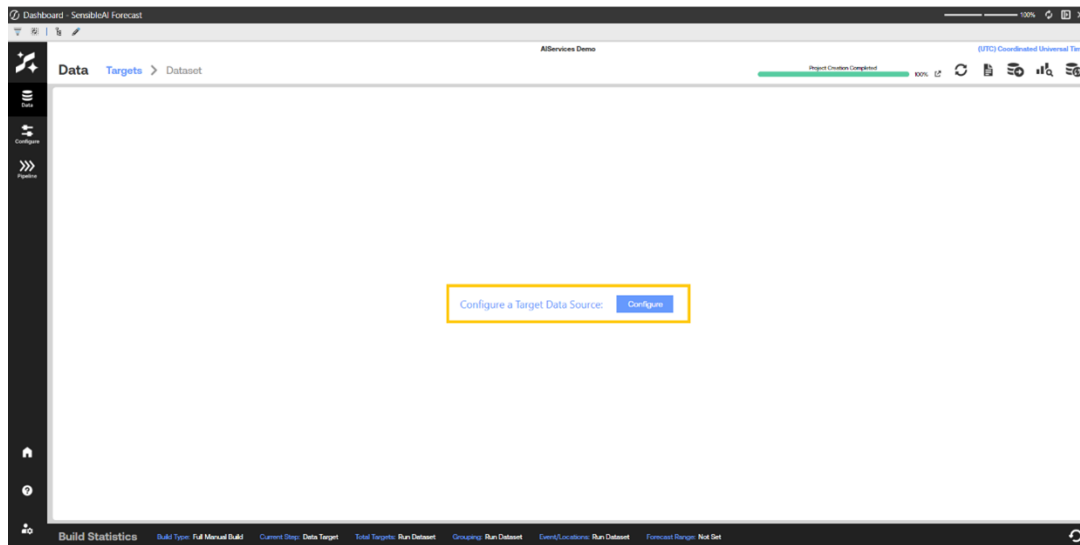 Dashboard - SensibleAI Forecast
100%
AIServices Demo
(UTC) Coordinated Universal Tim
Data Targets > Dataset
Project Creation Completed
100%
Data
Configure
Pipeline
Configure a Target Data Source: Configure
Build Statistics Build Type: Full Manual Build Current Step: Data Target Total Targets: Run Dataset Grouping: Run Dataset Event/Locations: Run Dataset Forecast Range: Not Set